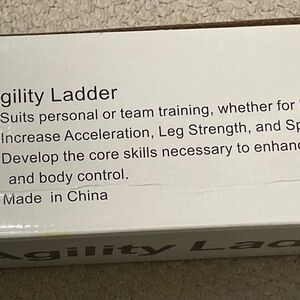 gility Ladder
Suits personal or team training, whether for
Increase Acceleration, Leg Strength, and Sp
Develop the core skills necessary to enhanc
and body control.
Made in China
Agility Lad